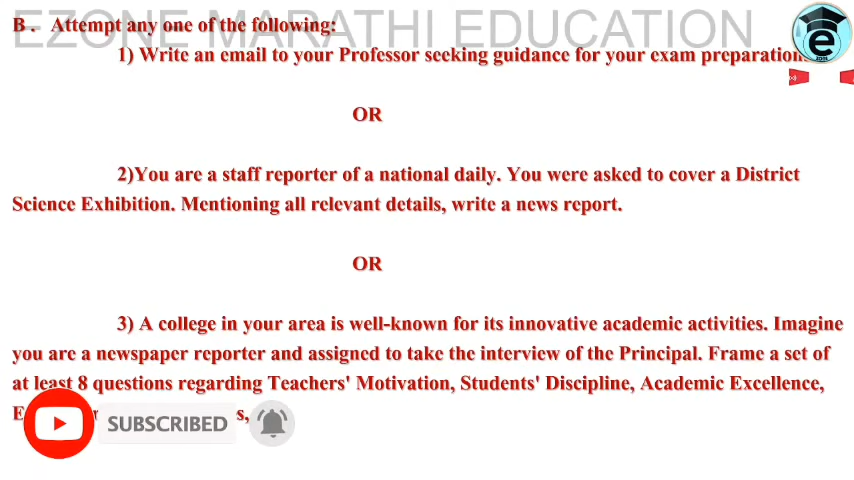 EZONE MARATHI EDUCATION
B . Attempt any one of the following:
1) Write an email to your Professor seeking guidance for your exam preparations.
OR
2)You are a staff reporter of a national daily. You were asked to cover a District
Science Exhibition. Mentioning all relevant details, write a news report.
OR
3) A college in your area is well-known for its innovative academic activities. Imagine
you are a newspaper reporter and assigned to take the interview of the Principal. Frame a set of
at least 8 questions regarding Teachers' Motivation, Students' Discipline, Academic Excellence,
SUBSCRIBED